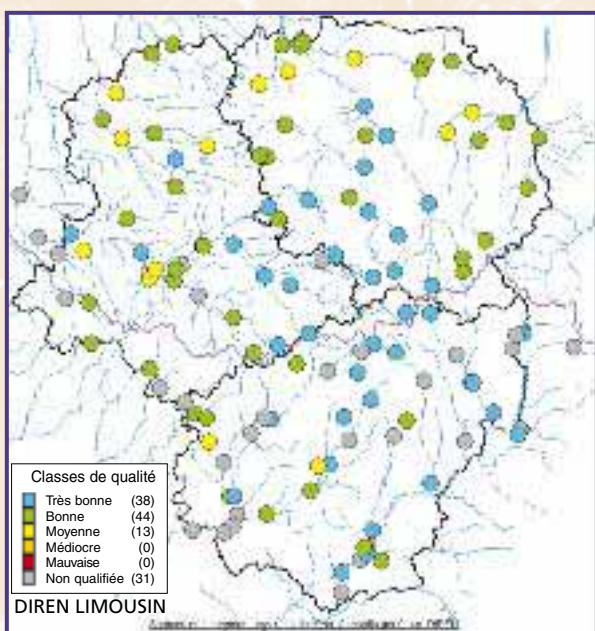 Classes de qualité
Très bonne (38)
Bonne (44)
Moyenne (13)
Médiocre (0)
Mauvaise (0)
Non qualifiée (31)
DIREN LIMOUSIN